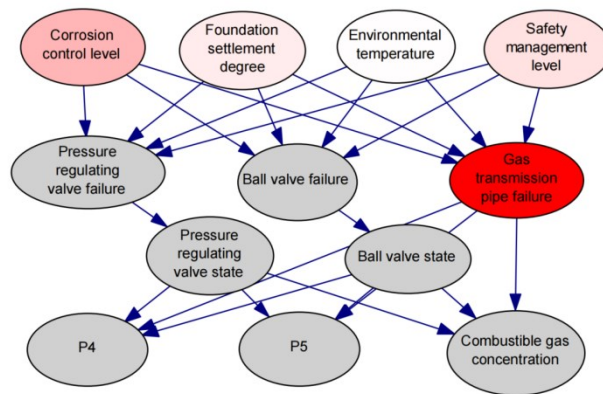 Corrosion
control level
Foundation
settlement
degree
Environmental
temperature
Safety
management
level
Pressure
regulating
valve failure
Ball valve failure
Gas
transmission
pipe failure
Pressure
regulating
valve state
Ball valve state
P4
P5
Combustible gas
concentration